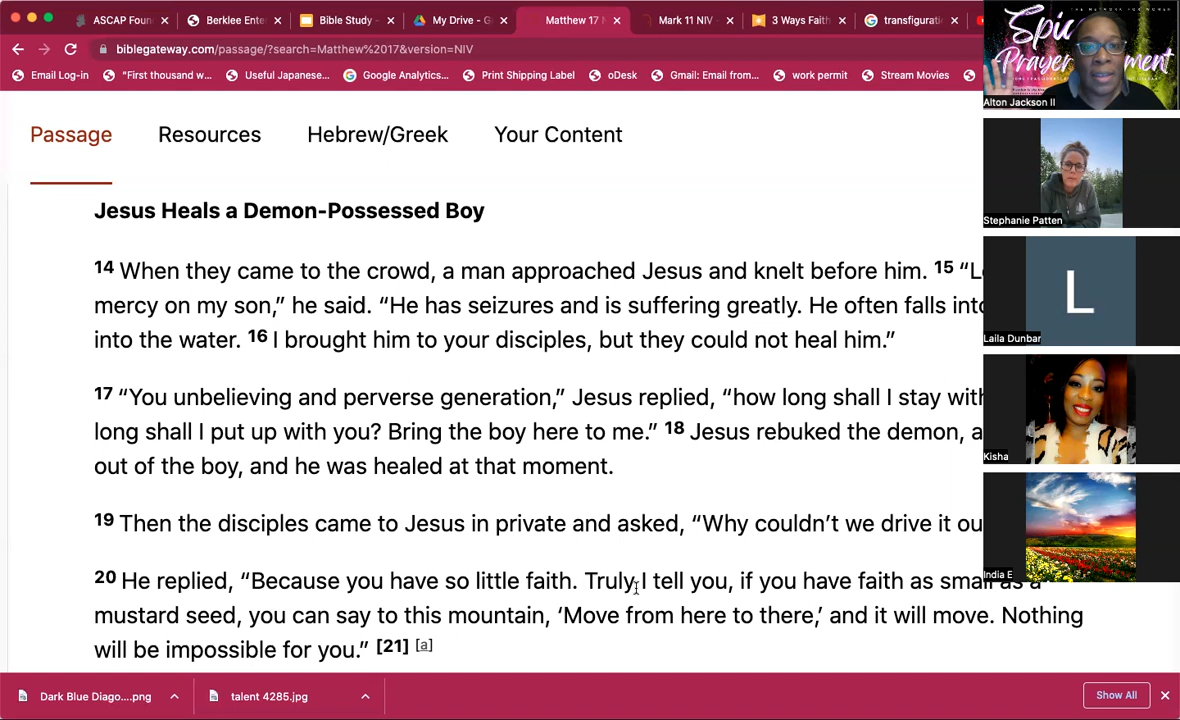 ASCAP Foun
Berklee Ente
Bible Study -
My Drive - G
Matthew 17
Mark 11 NIV -
3 Ways Faith
transfigurati
biblegateway.com/passage/?search=Matthew%2017&version=NIV
Email Log-in
"First thousand w...
Useful Japanese...
Google Analytics...
Print Shipping Label
oDesk
Gmail: Email from...
work permit
Stream Movies
Epic
Prayer
ment
Alton Jackson II
Stephanie Patten
L
Laila Dunbar
Kisha
India E
Passage
Resources
Hebrew/Greek
Your Content
Jesus Heals a Demon-Possessed Boy
14 When they came to the crowd, a man approached Jesus and knelt before him. 15 “L
mercy on my son,” he said. “He has seizures and is suffering greatly. He often falls into
into the water. 16 I brought him to your disciples, but they could not heal him.”
17 “You unbelieving and perverse generation,” Jesus replied, “how long shall I stay with
long shall I put up with you? Bring the boy here to me.” 18 Jesus rebuked the demon, a
out of the boy, and he was healed at that moment.
19 Then the disciples came to Jesus in private and asked, “Why couldn’t we drive it ou
20 He replied, “Because you have so little faith. Truly I tell you, if you have faith as small as a
mustard seed, you can say to this mountain, ‘Move from here to there,’ and it will move. Nothing
will be impossible for you.” [21] [a]
Dark Blue Diago....png
talent 4285.jpg
Show All